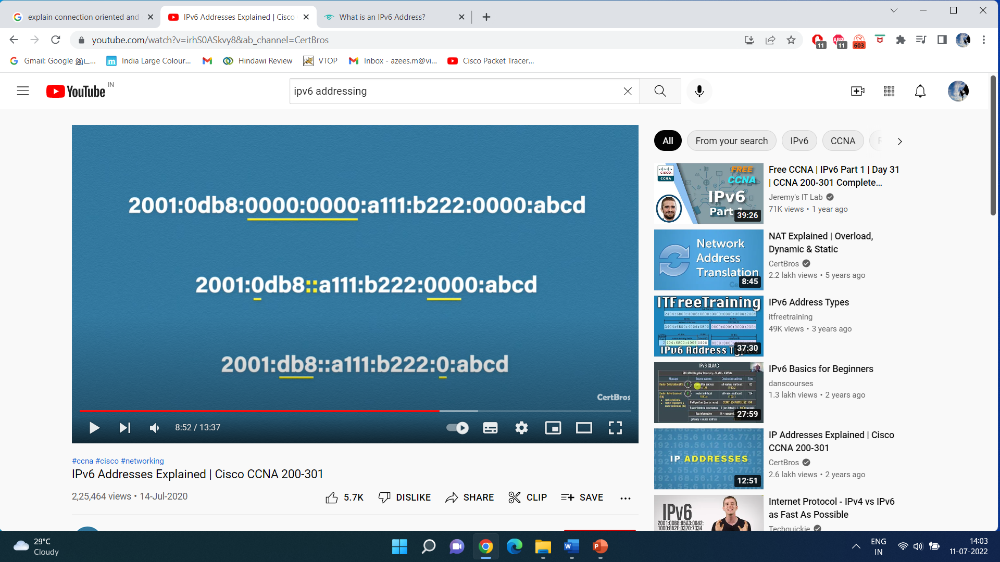 explain connection oriented and
IPv6 Addresses Explained | Cisco
What is an IPv6 Address?
youtube.com/watch?v=irhS0ASkvy8&ab_channel=CertBros
11
11
603
Gmail: Google இட...
India Large Colour...
Hindawi Review
VTOP
Inbox - azees.m@vi...
Cisco Packet Tracer...
YouTube IN
ipv6 addressing
2001:0db8:0000:0000:a111:b222:0000:abcd
2001:0db8::a111:b222:0000:abcd
2001:db8::a111:b222:0:abcd
CertBros
8:52 / 13:37
#ccna #cisco #networking
IPv6 Addresses Explained | Cisco CCNA 200-301
2,25,464 views • 14-Jul-2020
5.7K
DISLIKE
SHARE
CLIP
SAVE
All
From your search
IPv6
CCNA
CISCO
CCNA
FREE
CCNA
IPv6
Part 1
39:26
Free CCNA | IPv6 Part 1 | Day 31
| CCNA 200-301 Complete...
Jeremy's IT Lab
71K views • 1 year ago
Network
Address
Translation
8:45
NAT Explained | Overload,
Dynamic & Static
CertBros
2.2 lakh views • 5 years ago
ITFreeTraining
IPv6 Address Types
37:30
IPv6 Address Types
itfreetraining
49K views • 3 years ago
IPv6 SLAAC
27:59
IPv6 Basics for Beginners
danscourses
1.3 lakh views • 2 years ago
IP ADDRESSES
12:51
IP Addresses Explained | Cisco
CCNA 200-301
CertBros
2.6 lakh views • 2 years ago
IPv6
2001:0DB8:85A3:0042:
1000:8A2E:0370:7334
Internet Protocol - IPv4 vs IPv6
as Fast As Possible
Techquickie
29°C
Cloudy
ENG
IN
14:03
11-07-2022